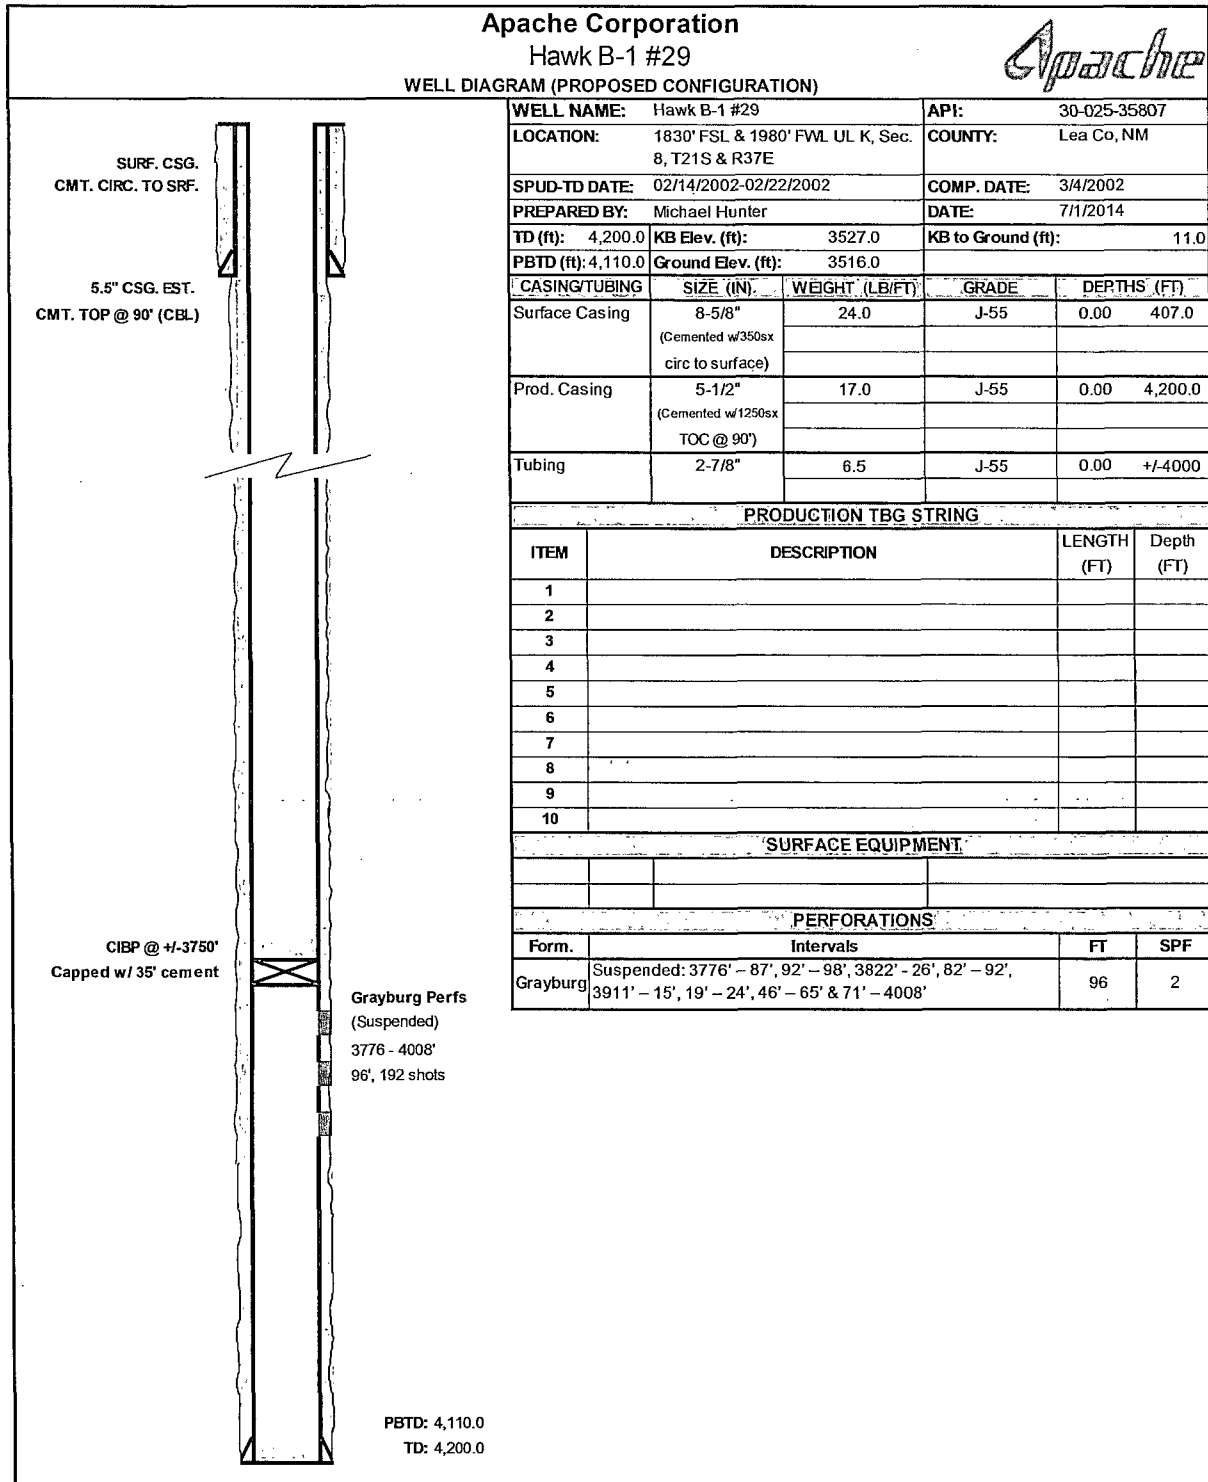 Apache Corporation
Hawk B-1 #29
WELL DIAGRAM (PROPOSED CONFIGURATION)
Apache
WELL NAME: Hawk B-1 #29 API: 30-025-35807
LOCATION: 1830' FSL & 1980' FWL UL K, Sec. COUNTY: Lea Co, NM
8, T21S & R37E
SPUD-TD DATE: 02/14/2002-02/22/2002 COMP. DATE: 3/4/2002
PREPARED BY: Michael Hunter DATE: 7/1/2014
TD (ft): 4,200.0 KB Elev. (ft): 3527.0 KB to Ground (ft): 11.0
PBTD (ft): 4,110.0 Ground Elev. (ft): 3516.0
CASING/TUBING SIZE (IN) WEIGHT (LB/FT) GRADE DEPTHS (FT)
Surface Casing 8-5/8" 24.0 J-55 0.00 407.0
(Cemented w/350sx
circ to surface)
Prod. Casing 5-1/2" 17.0 J-55 0.00 4,200.0
(Cemented w/1250sx
TOC @ 90')
Tubing 2-7/8" 6.5 J-55 0.00 +/-4000
PRODUCTION TBG STRING
ITEM DESCRIPTION LENGTH (FT) Depth (FT)
1
2
3
4
5
6
7
8
9
10
SURFACE EQUIPMENT
PERFORATIONS
Form. Intervals FT SPF
Grayburg Suspended: 3776' – 87', 92' – 98', 3822' - 26', 82' – 92', 96 2
3911' – 15', 19' – 24', 46' – 65' & 71' – 4008'
SURF. CSG.
CMT. CIRC. TO SRF.
5.5" CSG. EST.
CMT. TOP @ 90' (CBL)
CIBP @ +/-3750'
Capped w/ 35' cement
Grayburg Perfs
(Suspended)
3776 - 4008'
96', 192 shots
PBTD: 4,110.0
TD: 4,200.0